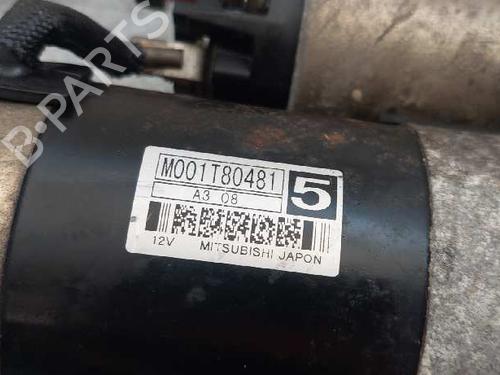 B-PARTS
M001T80481 5
A3 08
12V MITSUBISHI JAPON